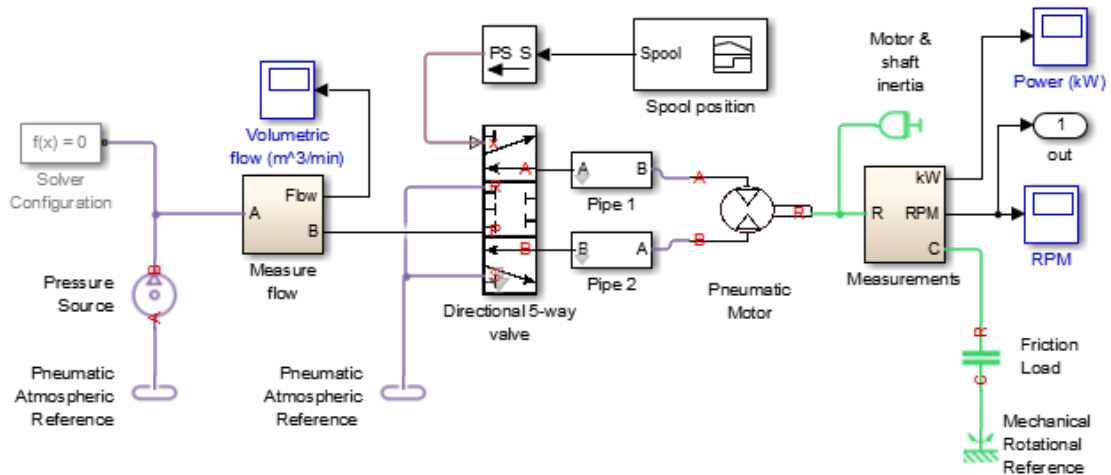 f(x) = 0
Solver
Configuration
Pressure
Source
B
A
Pneumatic
Atmospheric
Reference
Volumetric
flow (m^3/min)
A
Flow
B
Measure
flow
Pneumatic
Atmospheric
Reference
PS S
Spool
Spool position
X
A
R
P
B
S
Directional 5-way
valve
A B
Pipe 1
B A
Pipe 2
A
B
R
Pneumatic
Motor
Motor &
shaft
inertia
R
kW
RPM
C
Measurements
Power (kW)
1
out
RPM
R
C
Friction
Load
Mechanical
Rotational
Reference